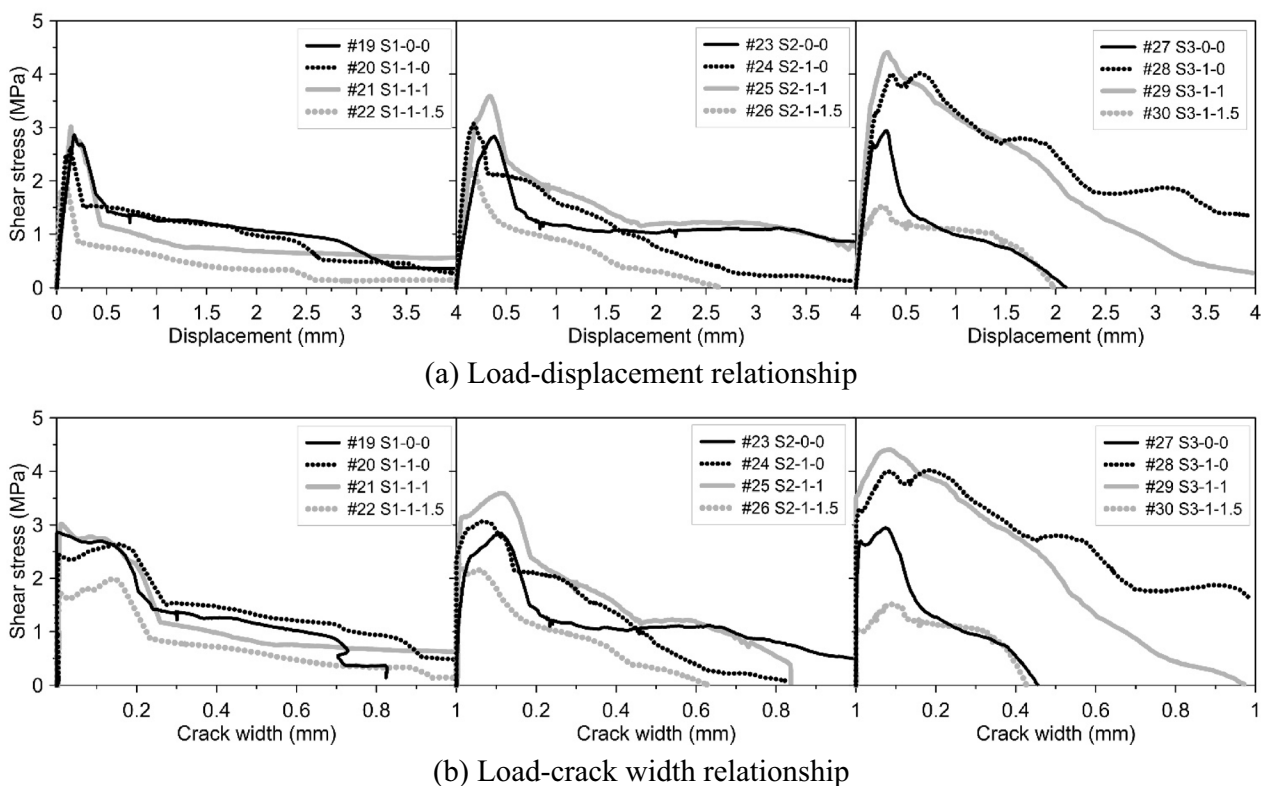 Shear stress (MPa)
5
4
3
2
1
0
#19 S1-0-0
#20 S1-1-0
#21 S1-1-1
#22 S1-1-1.5
#23 S2-0-0
#24 S2-1-0
#25 S2-1-1
#26 S2-1-1.5
#27 S3-0-0
#28 S3-1-0
#29 S3-1-1
#30 S3-1-1.5
0 0.5 1 1.5 2 2.5 3 3.5 4 0.5 1 1.5 2 2.5 3 3.5 4 0.5 1 1.5 2 2.5 3 3.5 4
Displacement (mm) Displacement (mm) Displacement (mm)
(a) Load-displacement relationship
Shear stress (MPa)
5
4
3
2
1
0
#19 S1-0-0
#20 S1-1-0
#21 S1-1-1
#22 S1-1-1.5
#23 S2-0-0
#24 S2-1-0
#25 S2-1-1
#26 S2-1-1.5
#27 S3-0-0
#28 S3-1-0
#29 S3-1-1
#30 S3-1-1.5
0.2 0.4 0.6 0.8 1 0.2 0.4 0.6 0.8 1 0.2 0.4 0.6 0.8 1
Crack width (mm) Crack width (mm) Crack width (mm)
(b) Load-crack width relationship